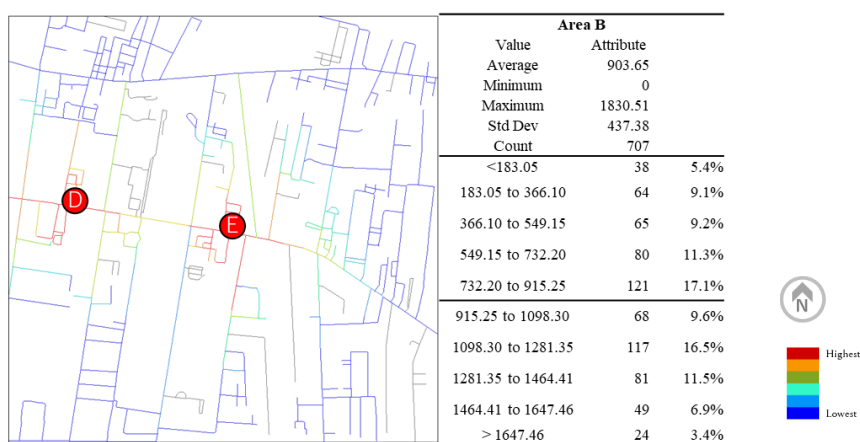 D
E
Area B
Value Attribute
Average 903.65
Minimum 0
Maximum 1830.51
Std Dev 437.38
Count 707
<183.05 38 5.4%
183.05 to 366.10 64 9.1%
366.10 to 549.15 65 9.2%
549.15 to 732.20 80 11.3%
732.20 to 915.25 121 17.1%
915.25 to 1098.30 68 9.6%
1098.30 to 1281.35 117 16.5%
1281.35 to 1464.41 81 11.5%
1464.41 to 1647.46 49 6.9%
> 1647.46 24 3.4%
N
Highest
Lowest